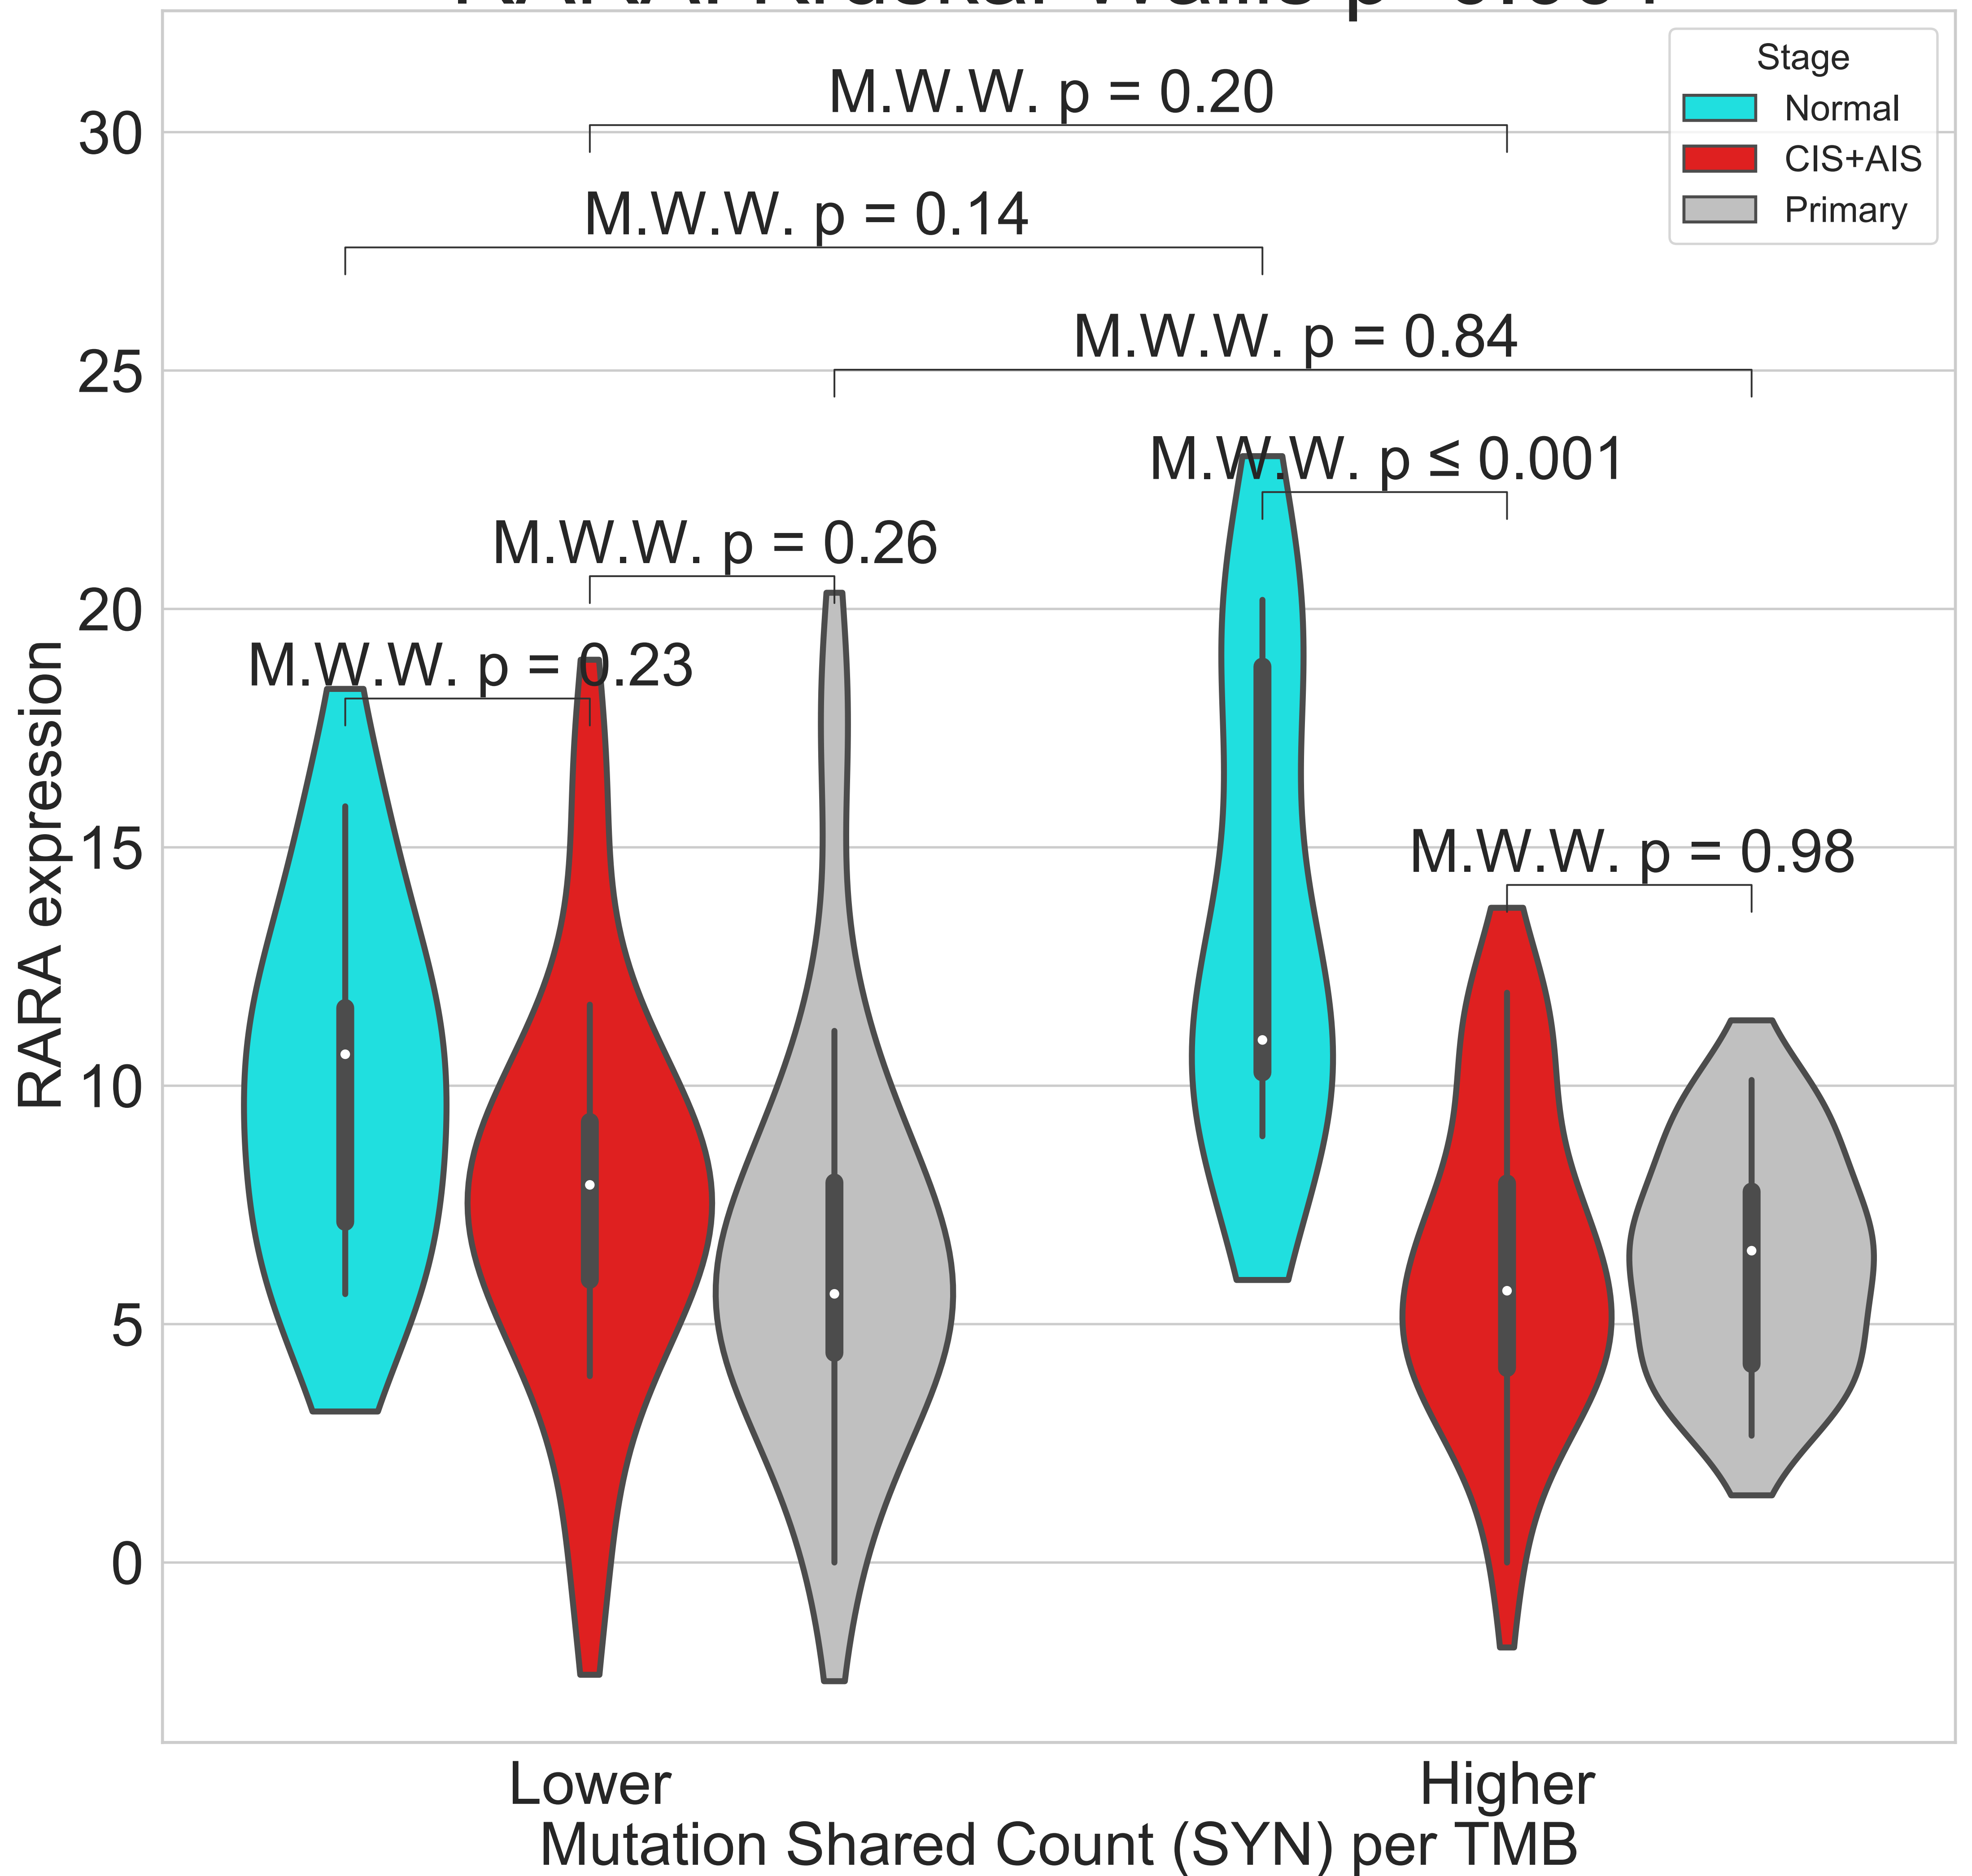 Stage
Normal
CIS+AIS
Primary
M.W.W. p = 0.20
M.W.W. p = 0.14
M.W.W. p = 0.84
M.W.W. p ≤ 0.001
M.W.W. p = 0.26
M.W.W. p = 0.23
M.W.W. p = 0.98
30
25
20
15
10
5
0
RARA expression
Lower
Higher
Mutation Shared Count (SYN) per TMB